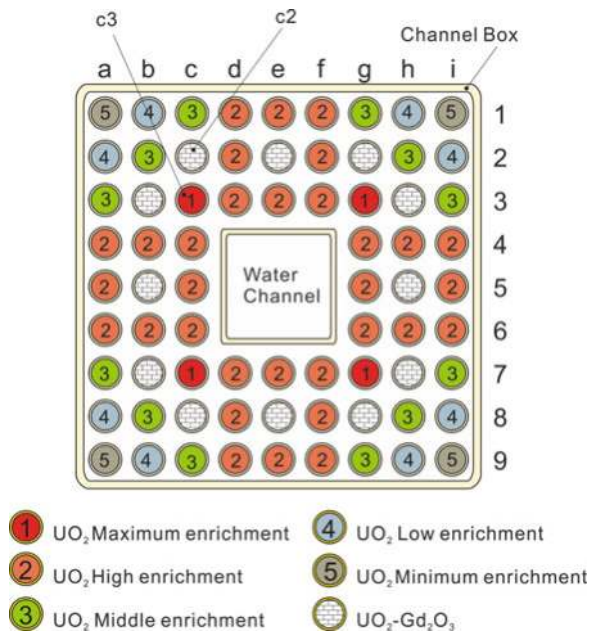 c3 c2
Channel Box
a b c d e f g h i
5 4 3 2 2 2 3 4 5 1
4 3 2 2 3 4 2
3 1 2 2 2 1 3 3
2 2 2 2 2 2 4
2 2 2 2 5
2 2 2 2 2 2 6
3 1 2 2 2 1 3 7
4 3 2 2 3 4 8
5 4 3 2 2 2 3 4 5 9
Water
Channel
1 UO₂ Maximum enrichment
4 UO₂ Low enrichment
2 UO₂ High enrichment
5 UO₂ Minimum enrichment
3 UO₂ Middle enrichment
UO₂-Gd₂O₃